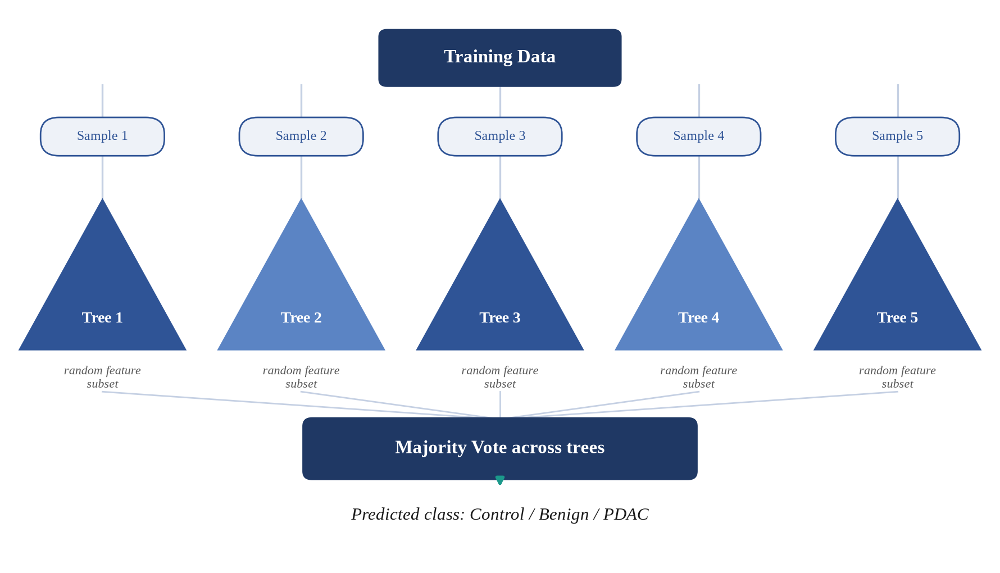 Training Data
Sample 1
Sample 2
Sample 3
Sample 4
Sample 5
Tree 1
Tree 2
Tree 3
Tree 4
Tree 5
random feature
subset
random feature
subset
random feature
subset
random feature
subset
random feature
subset
Majority Vote across trees
Predicted class: Control / Benign / PDAC